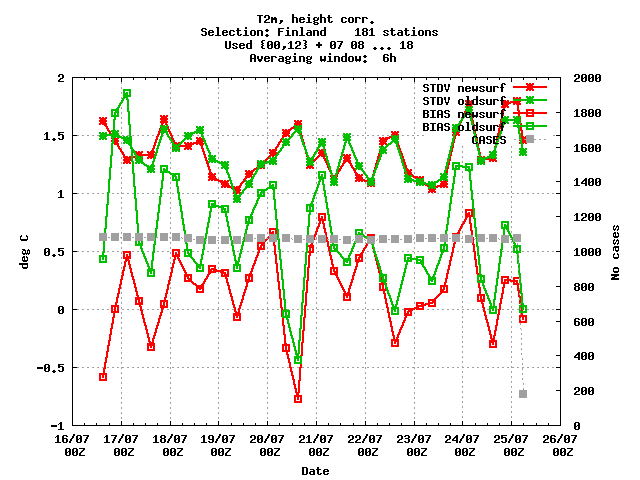 T2m, height corr.
Selection: Finland 181 stations
Used {00,12} + 07 08 ... 18
Averaging window: 6h
STDV newsurf
STDV oldsurf
BIAS newsurf
BIAS oldsurf
CASES
2
1.5
1
0.5
0
-0.5
-1
deg C
2000
1800
1600
1400
1200
1000
800
600
400
200
0
No cases
16/07 17/07 18/07 19/07 20/07 21/07 22/07 23/07 24/07 25/07 26/07
00Z 00Z 00Z 00Z 00Z 00Z 00Z 00Z 00Z 00Z 00Z
Date